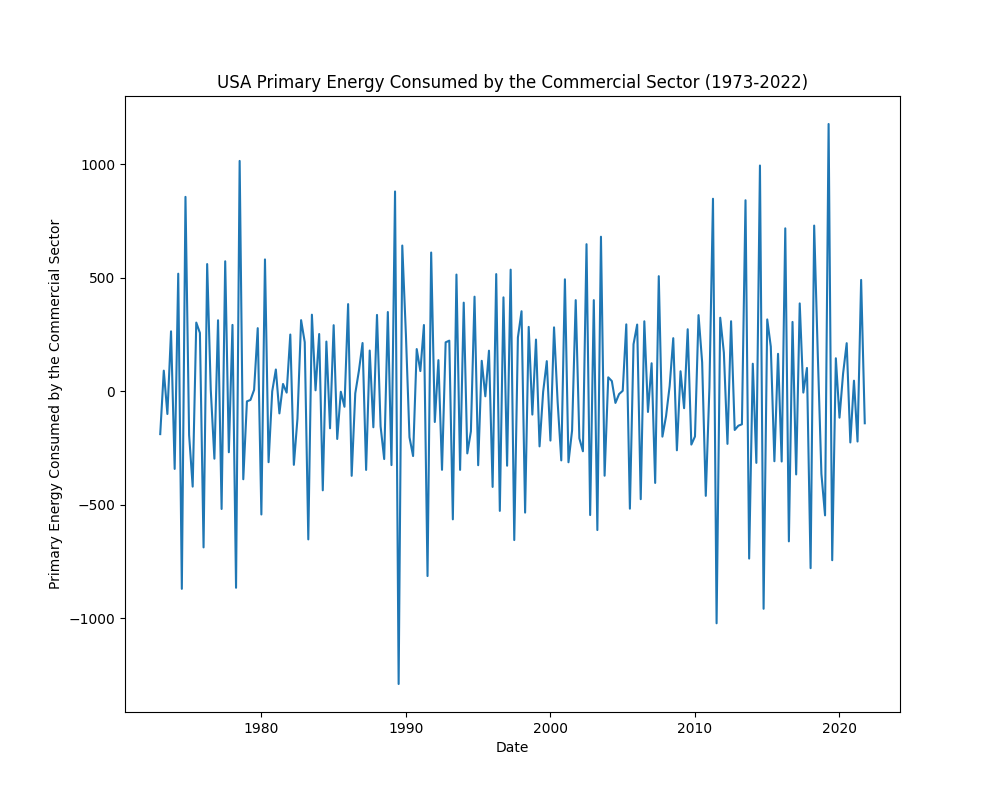 USA Primary Energy Consumed by the Commercial Sector (1973-2022)
Primary Energy Consumed by the Commercial Sector
1000
500
0
−500
−1000
1980 1990 2000 2010 2020
Date